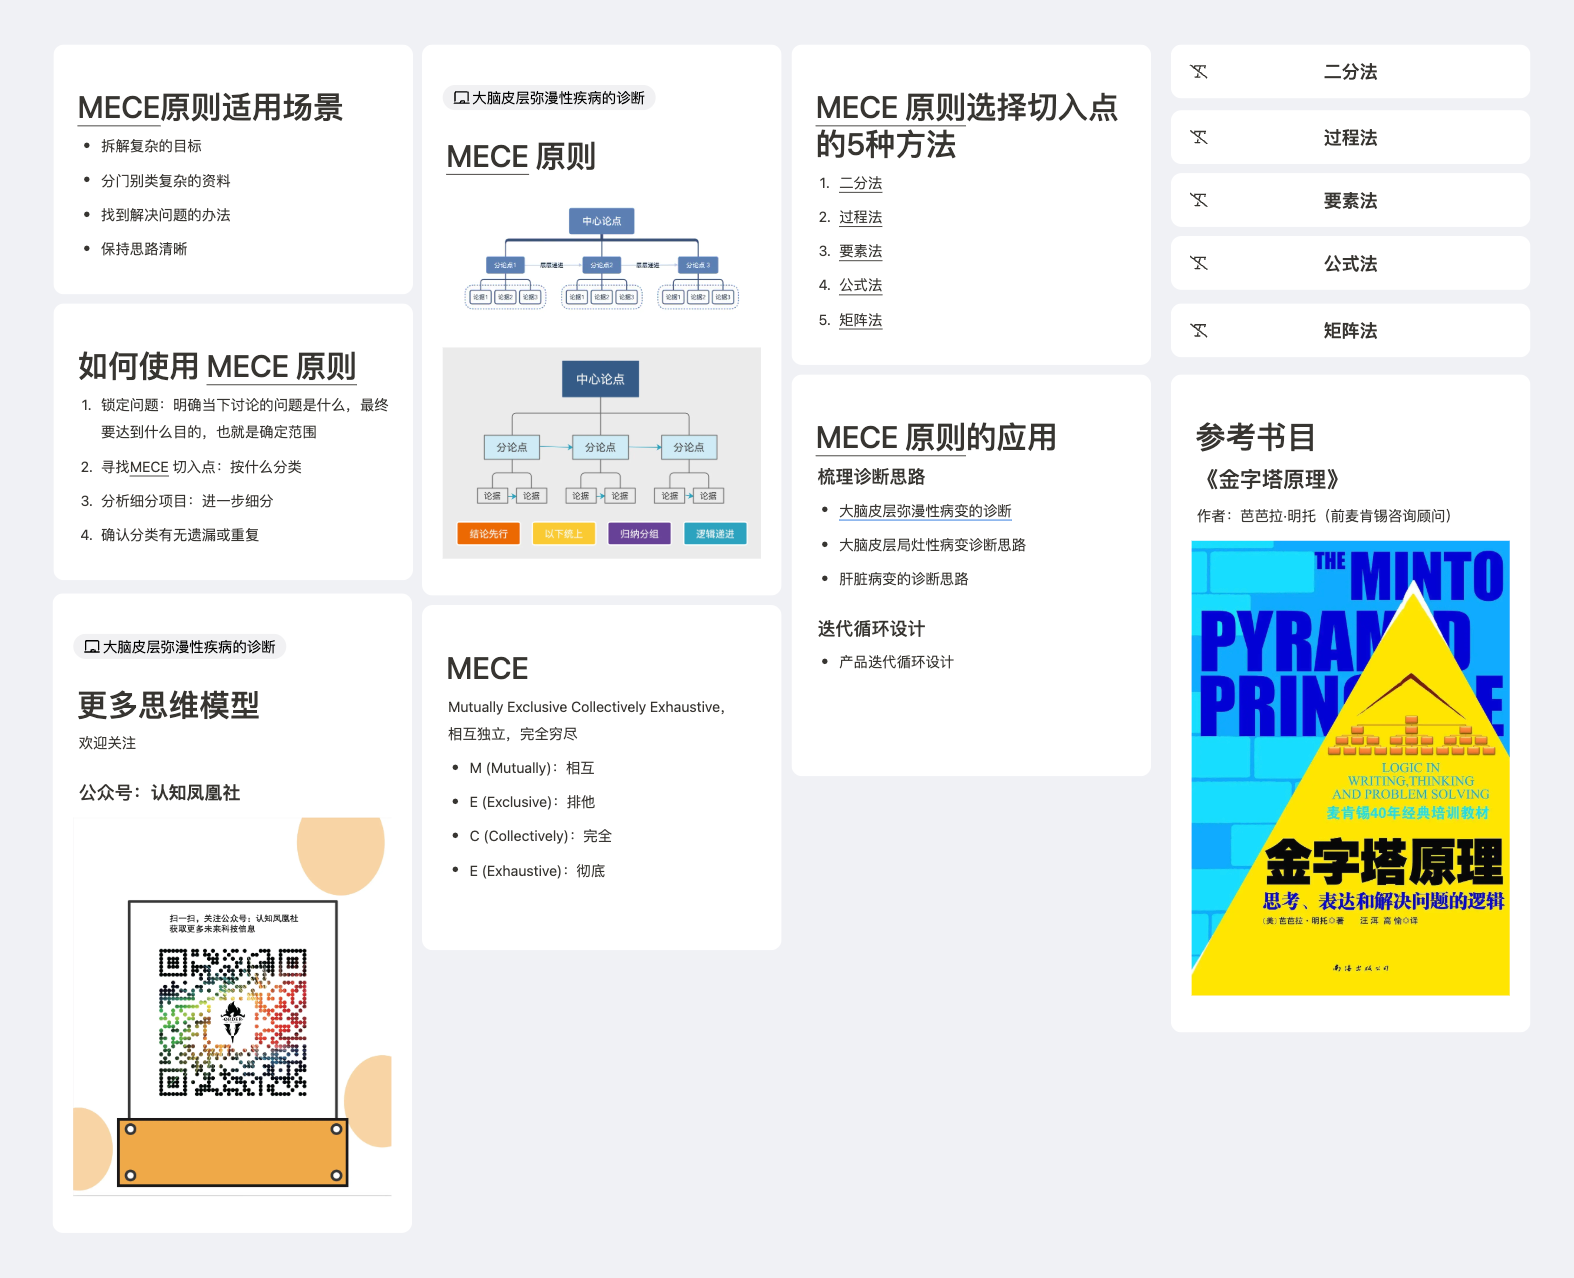 MECE原则适用场景
拆解复杂的目标
分门别类复杂的资料
找到解决问题的办法
保持思路清晰
如何使用 MECE 原则
1. 锁定问题：明确当下讨论的问题是什么，最终
要达到什么目的，也就是确定范围
2. 寻找MECE 切入点：按什么分类
3. 分析细分项目：进一步细分
4. 确认分类有无遗漏或重复
大脑皮层弥漫性疾病的诊断
更多思维模型
欢迎关注
公众号：认知凤凰社
扫一扫，关注公众号：认知凤凰社
获取更多未来科技信息
ORDER
大脑皮层弥漫性疾病的诊断
MECE 原则
中心论点
分论点1 层层递进 分论点2 层层递进 分论点 3
论据1 论据2 论据3 论据1 论据2 论据3 论据1 论据2 论据3
中心论点
分论点 分论点 分论点
论据 论据 论据 论据 论据 论据
结论先行 以下统上 归纳分组 逻辑递进
MECE
Mutually Exclusive Collectively Exhaustive，
相互独立，完全穷尽
M (Mutually)：相互
E (Exclusive)：排他
C (Collectively)：完全
E (Exhaustive)：彻底
MECE 原则选择切入点
的5种方法
1. 二分法
2. 过程法
3. 要素法
4. 公式法
5. 矩阵法
MECE 原则的应用
梳理诊断思路
大脑皮层弥漫性病变的诊断
大脑皮层局灶性病变诊断思路
肝脏病变的诊断思路
迭代循环设计
产品迭代循环设计
二分法
过程法
要素法
公式法
矩阵法
参考书目
《金字塔原理》
作者：芭芭拉·明托（前麦肯锡咨询顾问）
THE MINTO
PYRAMID
PRINC E
LOGIC IN
WRITING,THINKING
AND PROBLEM SOLVING
麦肯锡40年经典培训教材
金字塔原理
思考、表达和解决问题的逻辑
(美)芭芭拉·明托◎著 汪洱 高愉◎译
南海出版公司